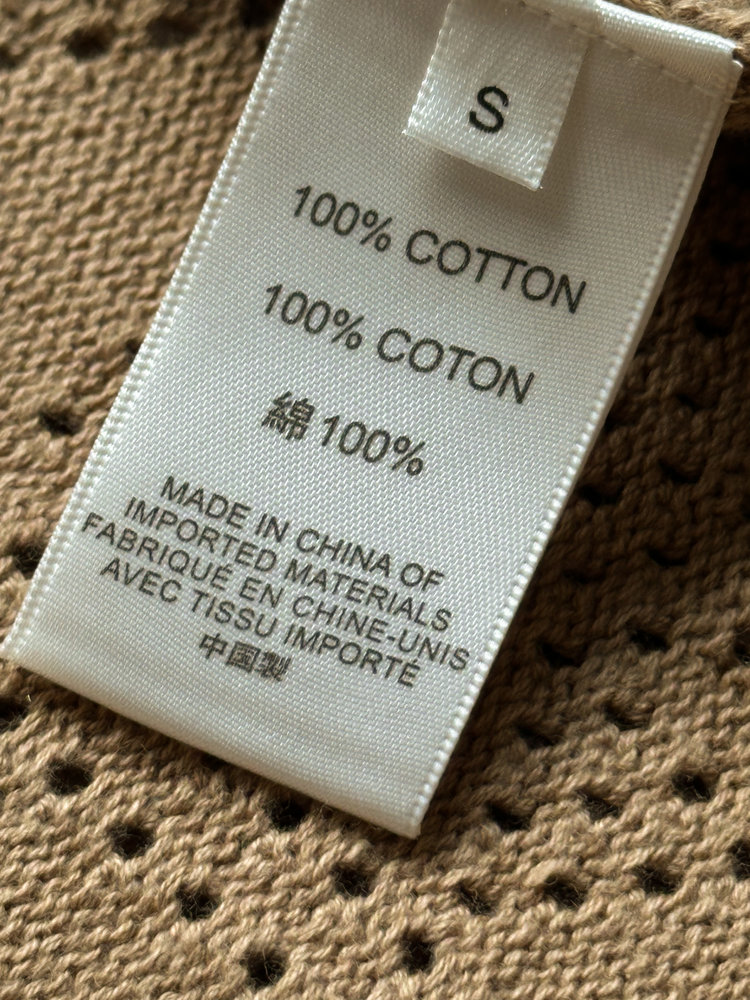 S
100% COTTON
100% COTON
綿 100%
MADE IN CHINA OF
IMPORTED MATERIALS
FABRIQUÉ EN CHINE-UNIS
AVEC TISSU IMPORTÉ
中国製